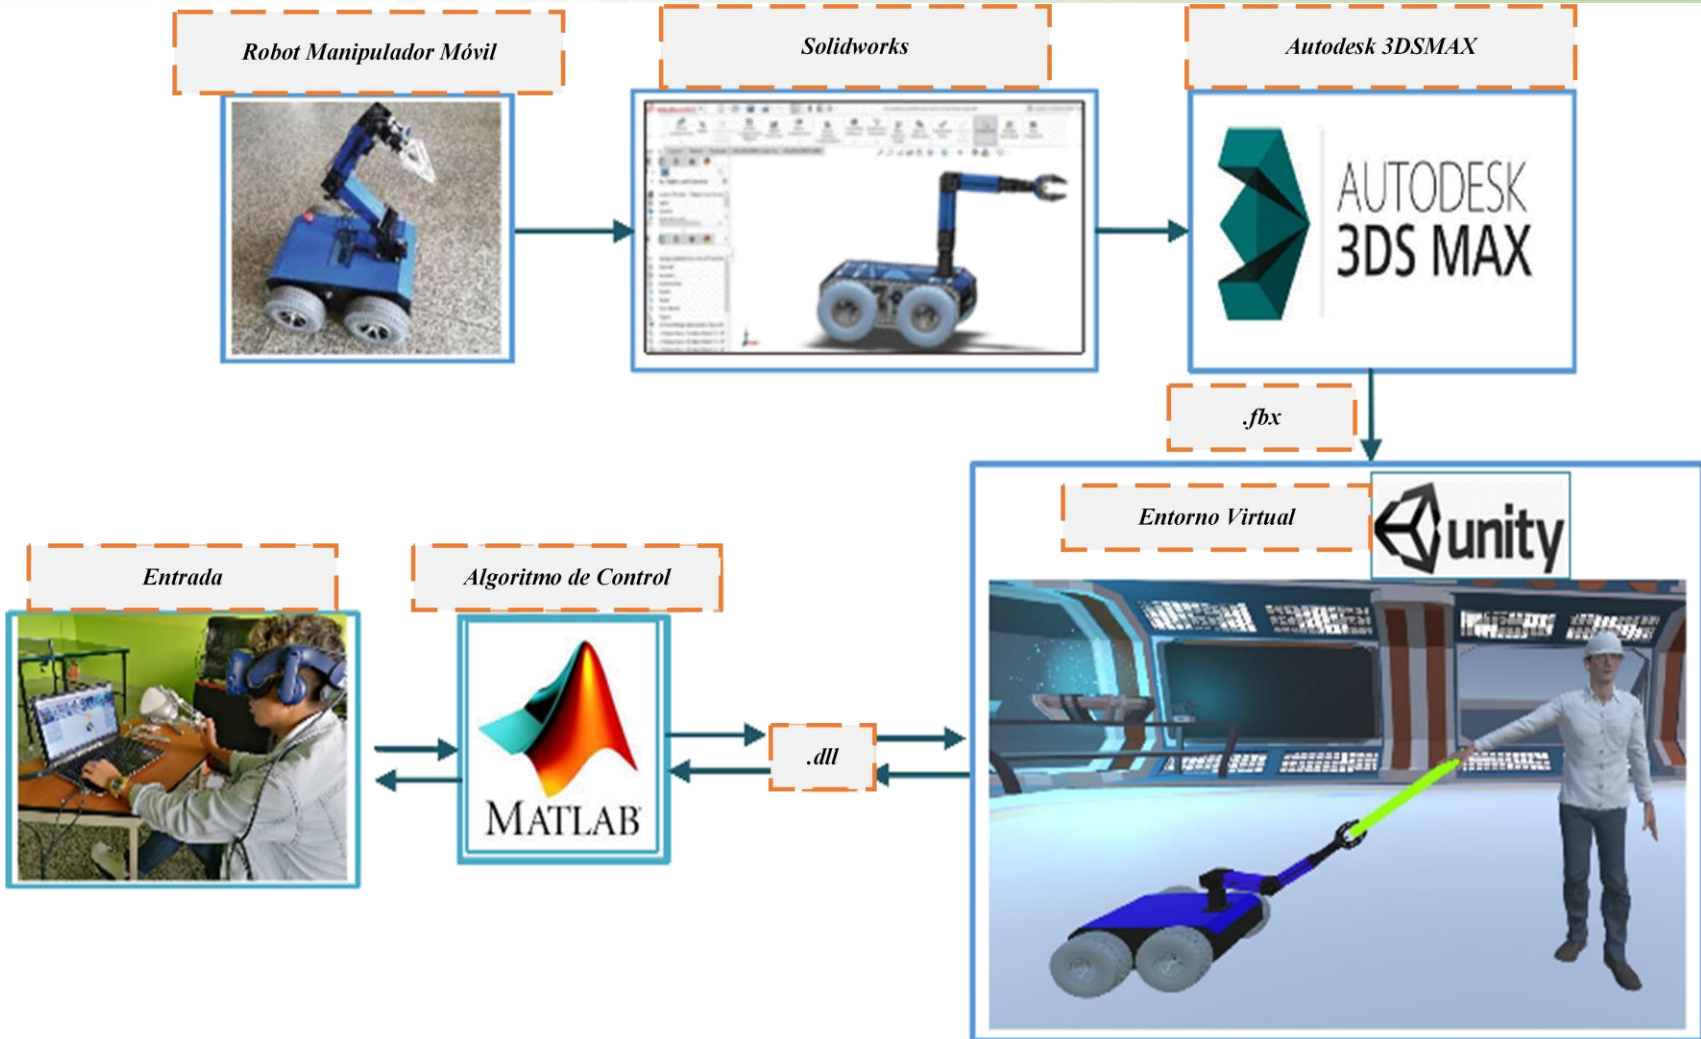 Robot Manipulador Móvil
Solidworks
Autodesk 3DSMAX
AUTODESK
3DS MAX
.fbx
Entorno Virtual
unity
Entrada
Algoritmo de Control
.dll
MATLAB